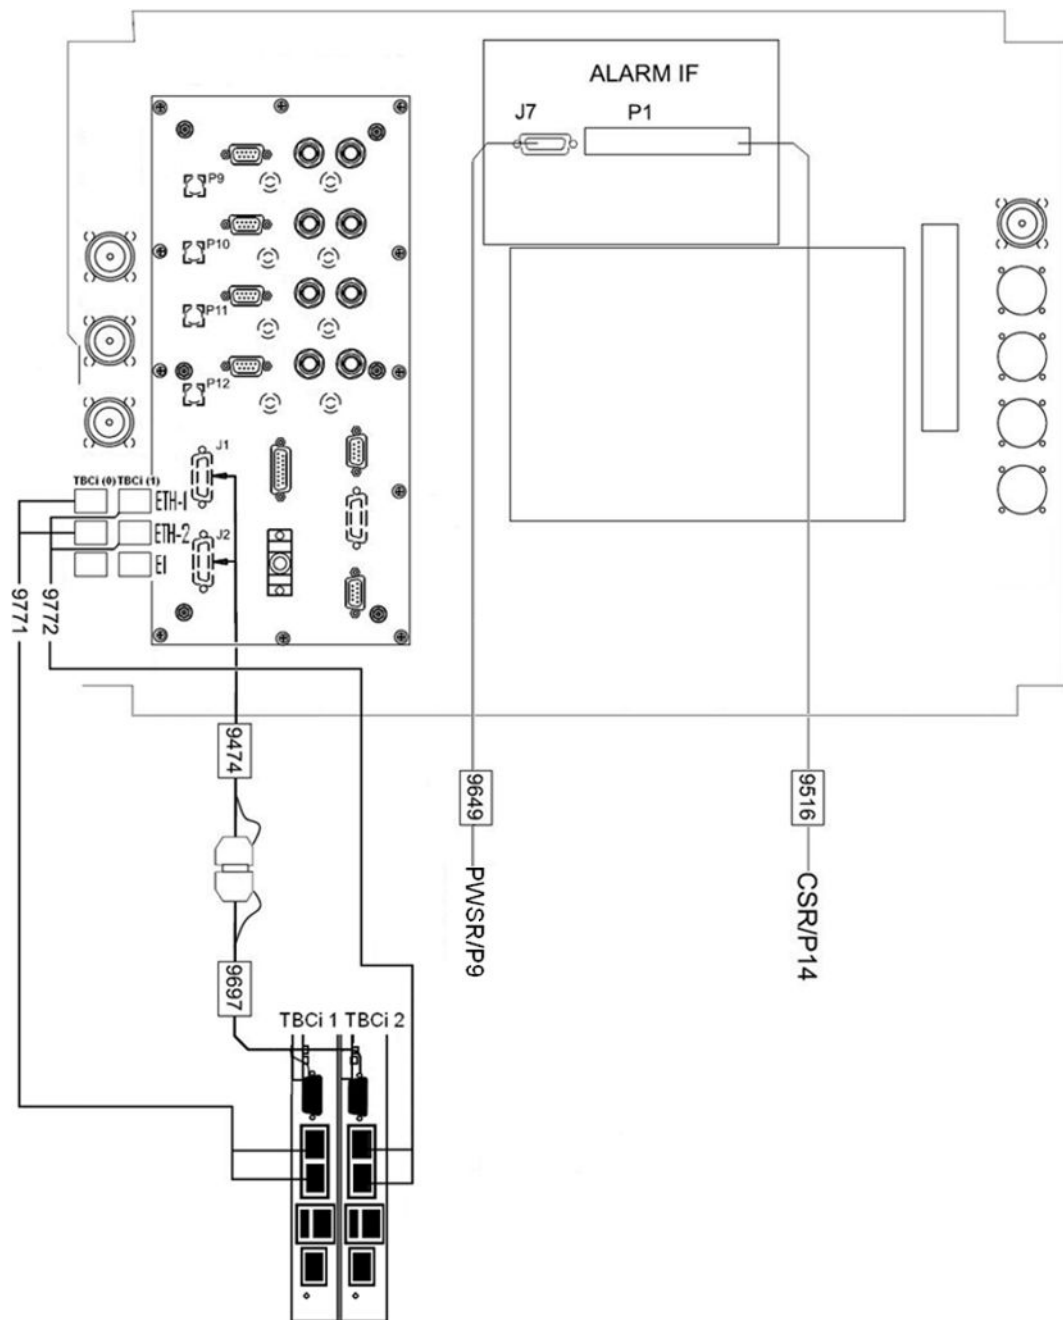 ALARM IF
J7
P1
P9
P10
P11
P12
J1
TBCi (0)
TBCi (1)
ETH-1
J2
ETH-2
E1
9771
9772
9474
9649
9516
PWSR/P9
CSR/P14
9697
TBCi 1
TBCi 2